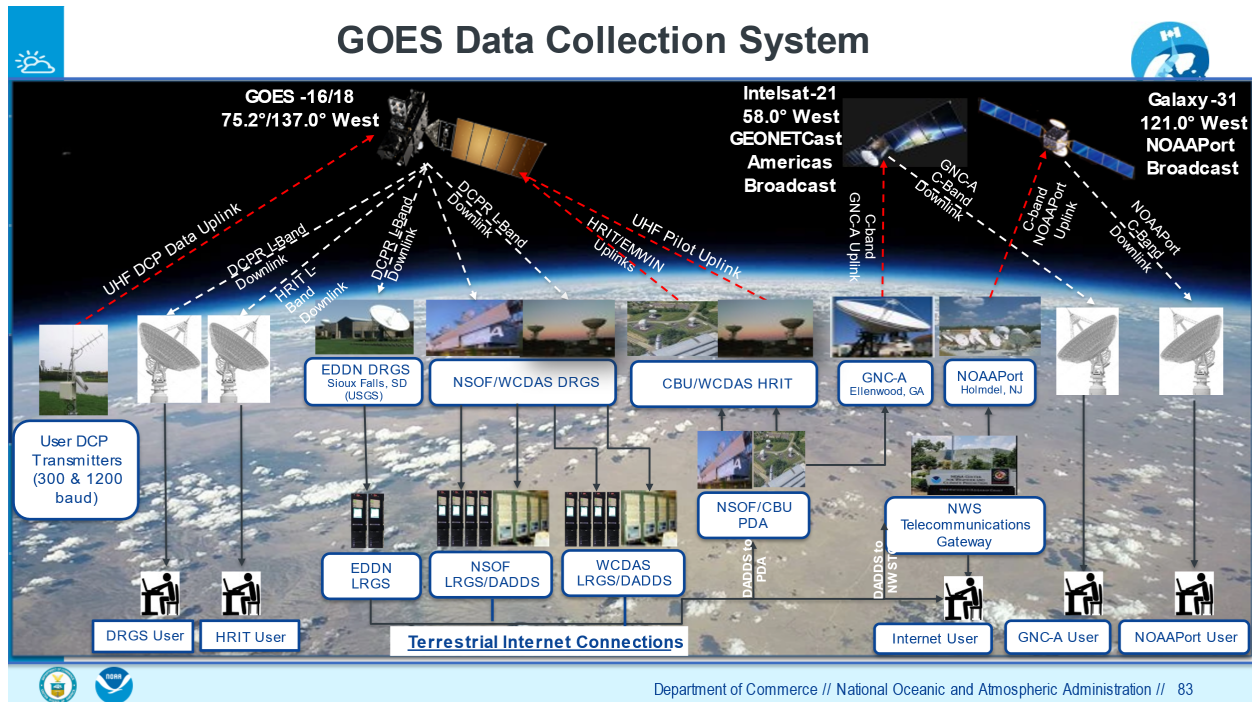 GOES Data Collection System
GOES -16/18
75.2°/137.0° West
Intelsat-21
58.0° West
GEONETCast
Americas
Broadcast
Galaxy-31
121.0° West
NOAAPort
Broadcast
UHF DCP Data Uplink
DCPR L-Band
Downlink
HRIT L-
Band
Downlink
DCPR L-Band
Downlink
DCPR L-Band
Downlink
HRIT/EMWIN
Uplinks
UHF Pilot Uplink
C-band
GNC-A Uplink
GNC-A
C-Band
Downlink
C-band
NOAAPort
Uplink
NOAAPort
C-Band
Downlink
EDDN DRGS
Sioux Falls, SD
(USGS)
NSOF/WCDAS DRGS
CBU/WCDAS HRIT
GNC-A
Ellenwood, GA
NOAAPort
Holmdel, NJ
User DCP
Transmitters
(300 & 1200
baud)
NSOF/CBU
PDA
NWS
Telecommunications
Gateway
DADDS to
PDA
DADDS to
NWSTG
EDDN
LRGS
NSOF
LRGS/DADDS
WCDAS
LRGS/DADDS
DRGS User
HRIT User
Terrestrial Internet Connections
Internet User
GNC-A User
NOAAPort User
NOAA
Department of Commerce // National Oceanic and Atmospheric Administration // 83